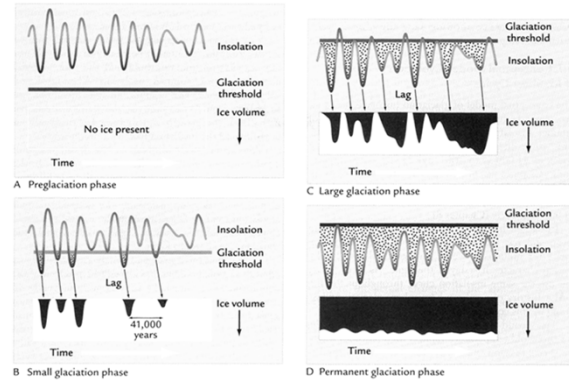 Insolation
Glaciation
threshold
Ice volume
No ice present
Time
A Preglaciation phase
Insolation
Glaciation
threshold
Lag
Ice volume
41,000
years
Time
B Small glaciation phase
Glaciation
threshold
Insolation
Lag
Ice volume
Time
C Large glaciation phase
Glaciation
threshold
Insolation
Ice volume
Time
D Permanent glaciation phase